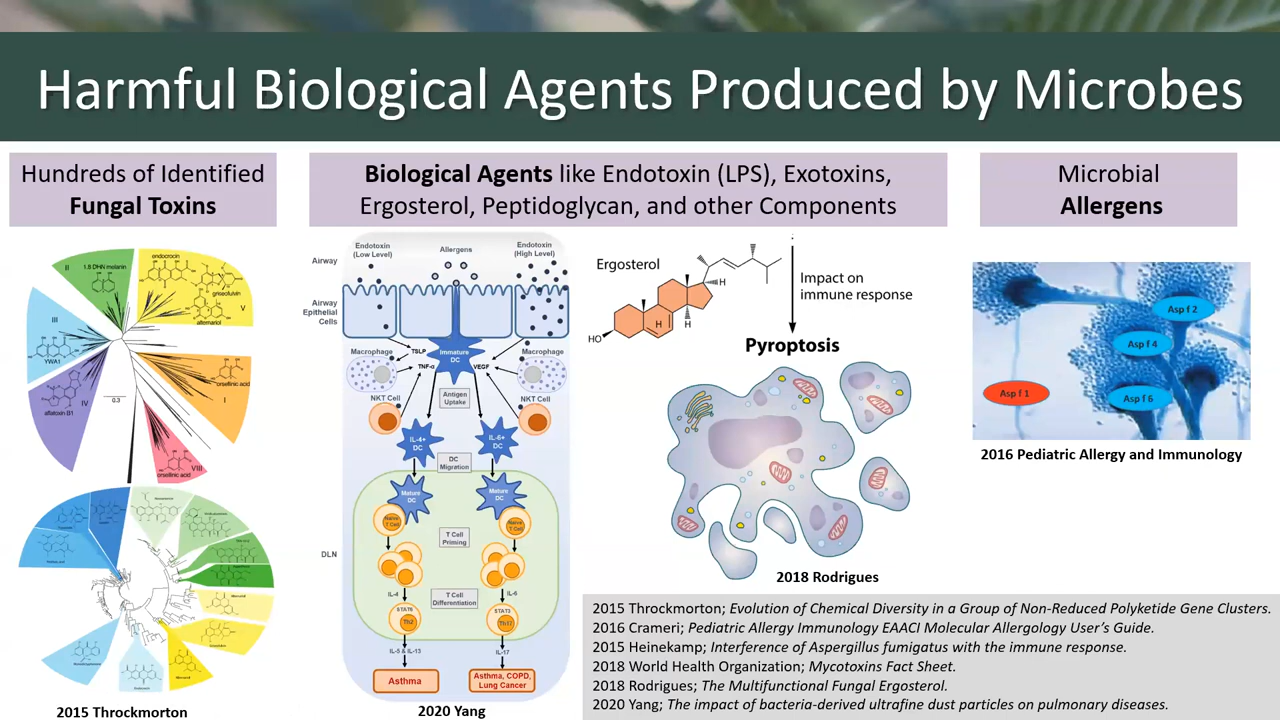 Harmful Biological Agents Produced by Microbes
Hundreds of Identified
Fungal Toxins
Biological Agents like Endotoxin (LPS), Exotoxins,
Ergosterol, Peptidoglycan, and other Components
Microbial
Allergens
II
1,8 DHN melanin
endocrocin
griseofulvin
alternariol
V
III
YWA1
IV
aflatoxin B1
orsellinic acid
I
0.3
VIII
orsellinic acid
2015 Throckmorton
Endotoxin
(Low Level)
Allergens
Endotoxin
(High Level)
Airway
Airway
Epithelial
Cells
Macrophage
TSLP
TNF-α
Immature
DC
VEGF
Macrophage
NKT Cell
Antigen
Uptake
NKT Cell
IL-4+
DC
IL-6+
DC
DC
Migration
Mature
DC
Mature
DC
Naive
T Cell
Naive
T Cell
T Cell
Priming
DLN
IL-4
T Cell
Differentiation
IL-6
STAT6
Th2
STAT3
Th17
IL-5 & IL-13
IL-17
Asthma
Asthma, COPD,
Lung Cancer
2020 Yang
Ergosterol
HO
H
H
H
H
Impact on
immune response
Pyroptosis
2018 Rodrigues
Asp f 2
Asp f 4
Asp f 1
Asp f 6
2016 Pediatric Allergy and Immunology
2015 Throckmorton; Evolution of Chemical Diversity in a Group of Non-Reduced Polyketide Gene Clusters.
2016 Crameri; Pediatric Allergy Immunology EAACI Molecular Allergology User's Guide.
2015 Heinekamp; Interference of Aspergillus fumigatus with the immune response.
2018 World Health Organization; Mycotoxins Fact Sheet.
2018 Rodrigues; The Multifunctional Fungal Ergosterol.
2020 Yang; The impact of bacteria-derived ultrafine dust particles on pulmonary diseases.